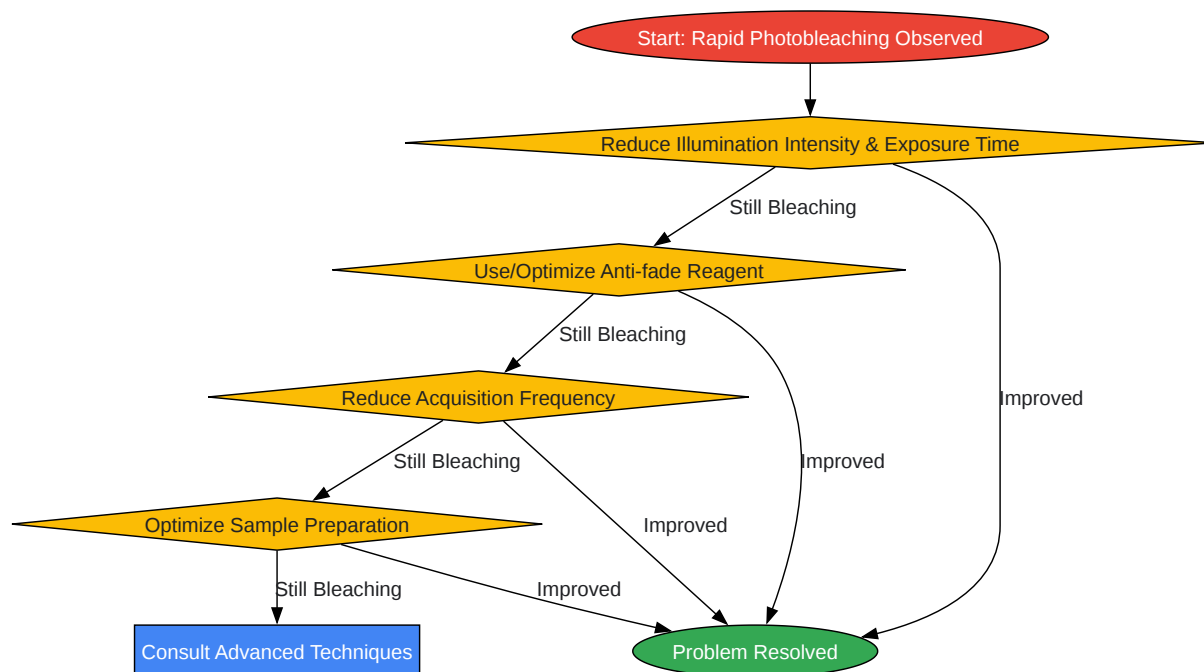 Start: Rapid Photobleaching Observed
Reduce Illumination Intensity & Exposure Time
Still Bleaching
Use/Optimize Anti-fade Reagent
Still Bleaching
Reduce Acquisition Frequency
Improved
Still Bleaching
Improved
Optimize Sample Preparation
Improved
Still Bleaching
Improved
Consult Advanced Techniques
Problem Resolved